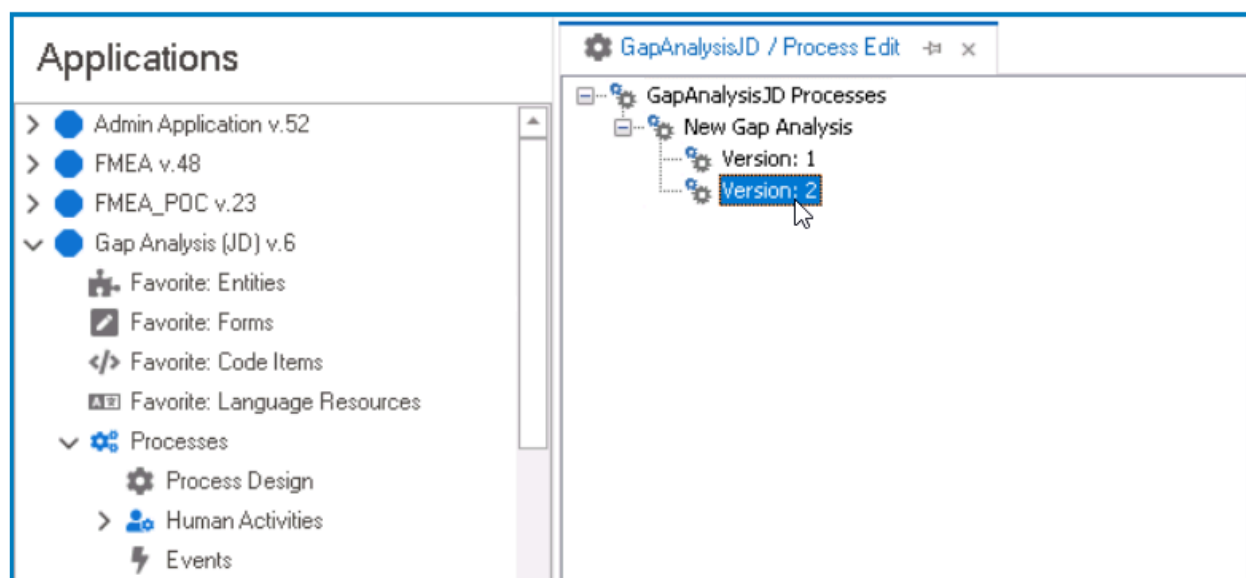 Applications
Admin Application v.52
FMEA v.48
FMEA_POC v.23
Gap Analysis (JD) v.6
Favorite: Entities
Favorite: Forms
Favorite: Code Items
Favorite: Language Resources
Processes
Process Design
Human Activities
Events
GapAnalysisJD / Process Edit
GapAnalysisJD Processes
New Gap Analysis
Version: 1
Version: 2